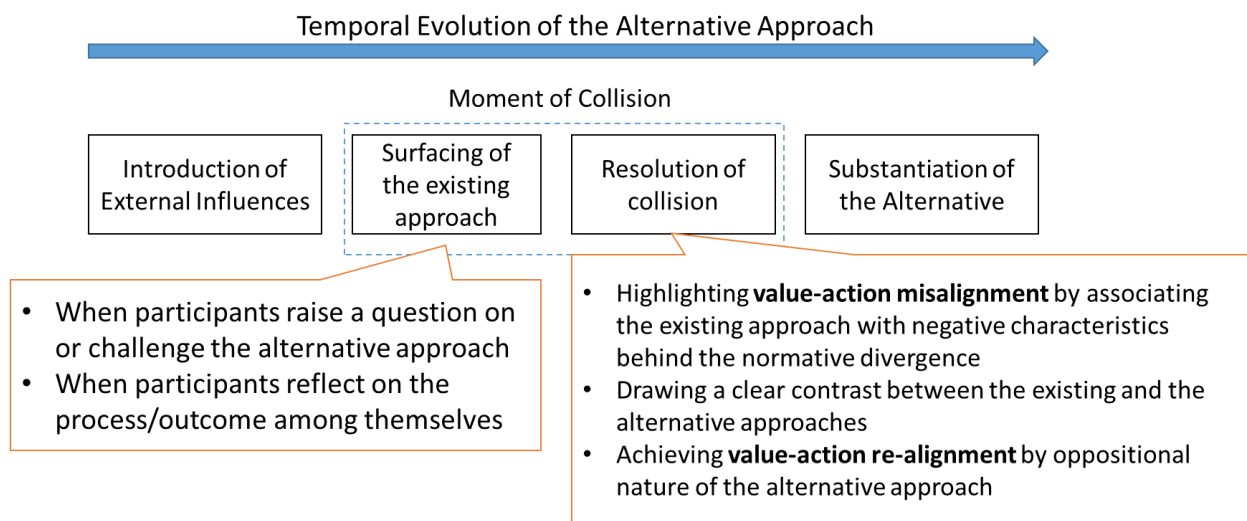 Temporal Evolution of the Alternative Approach
Moment of Collision
Introduction of
External Influences
Surfacing of
the existing
approach
Resolution of
collision
Substantiation of
the Alternative
• When participants raise a question on
or challenge the alternative approach
• When participants reflect on the
process/outcome among themselves
• Highlighting value-action misalignment by associating
the existing approach with negative characteristics
behind the normative divergence
• Drawing a clear contrast between the existing and the
alternative approaches
• Achieving value-action re-alignment by oppositional
nature of the alternative approach